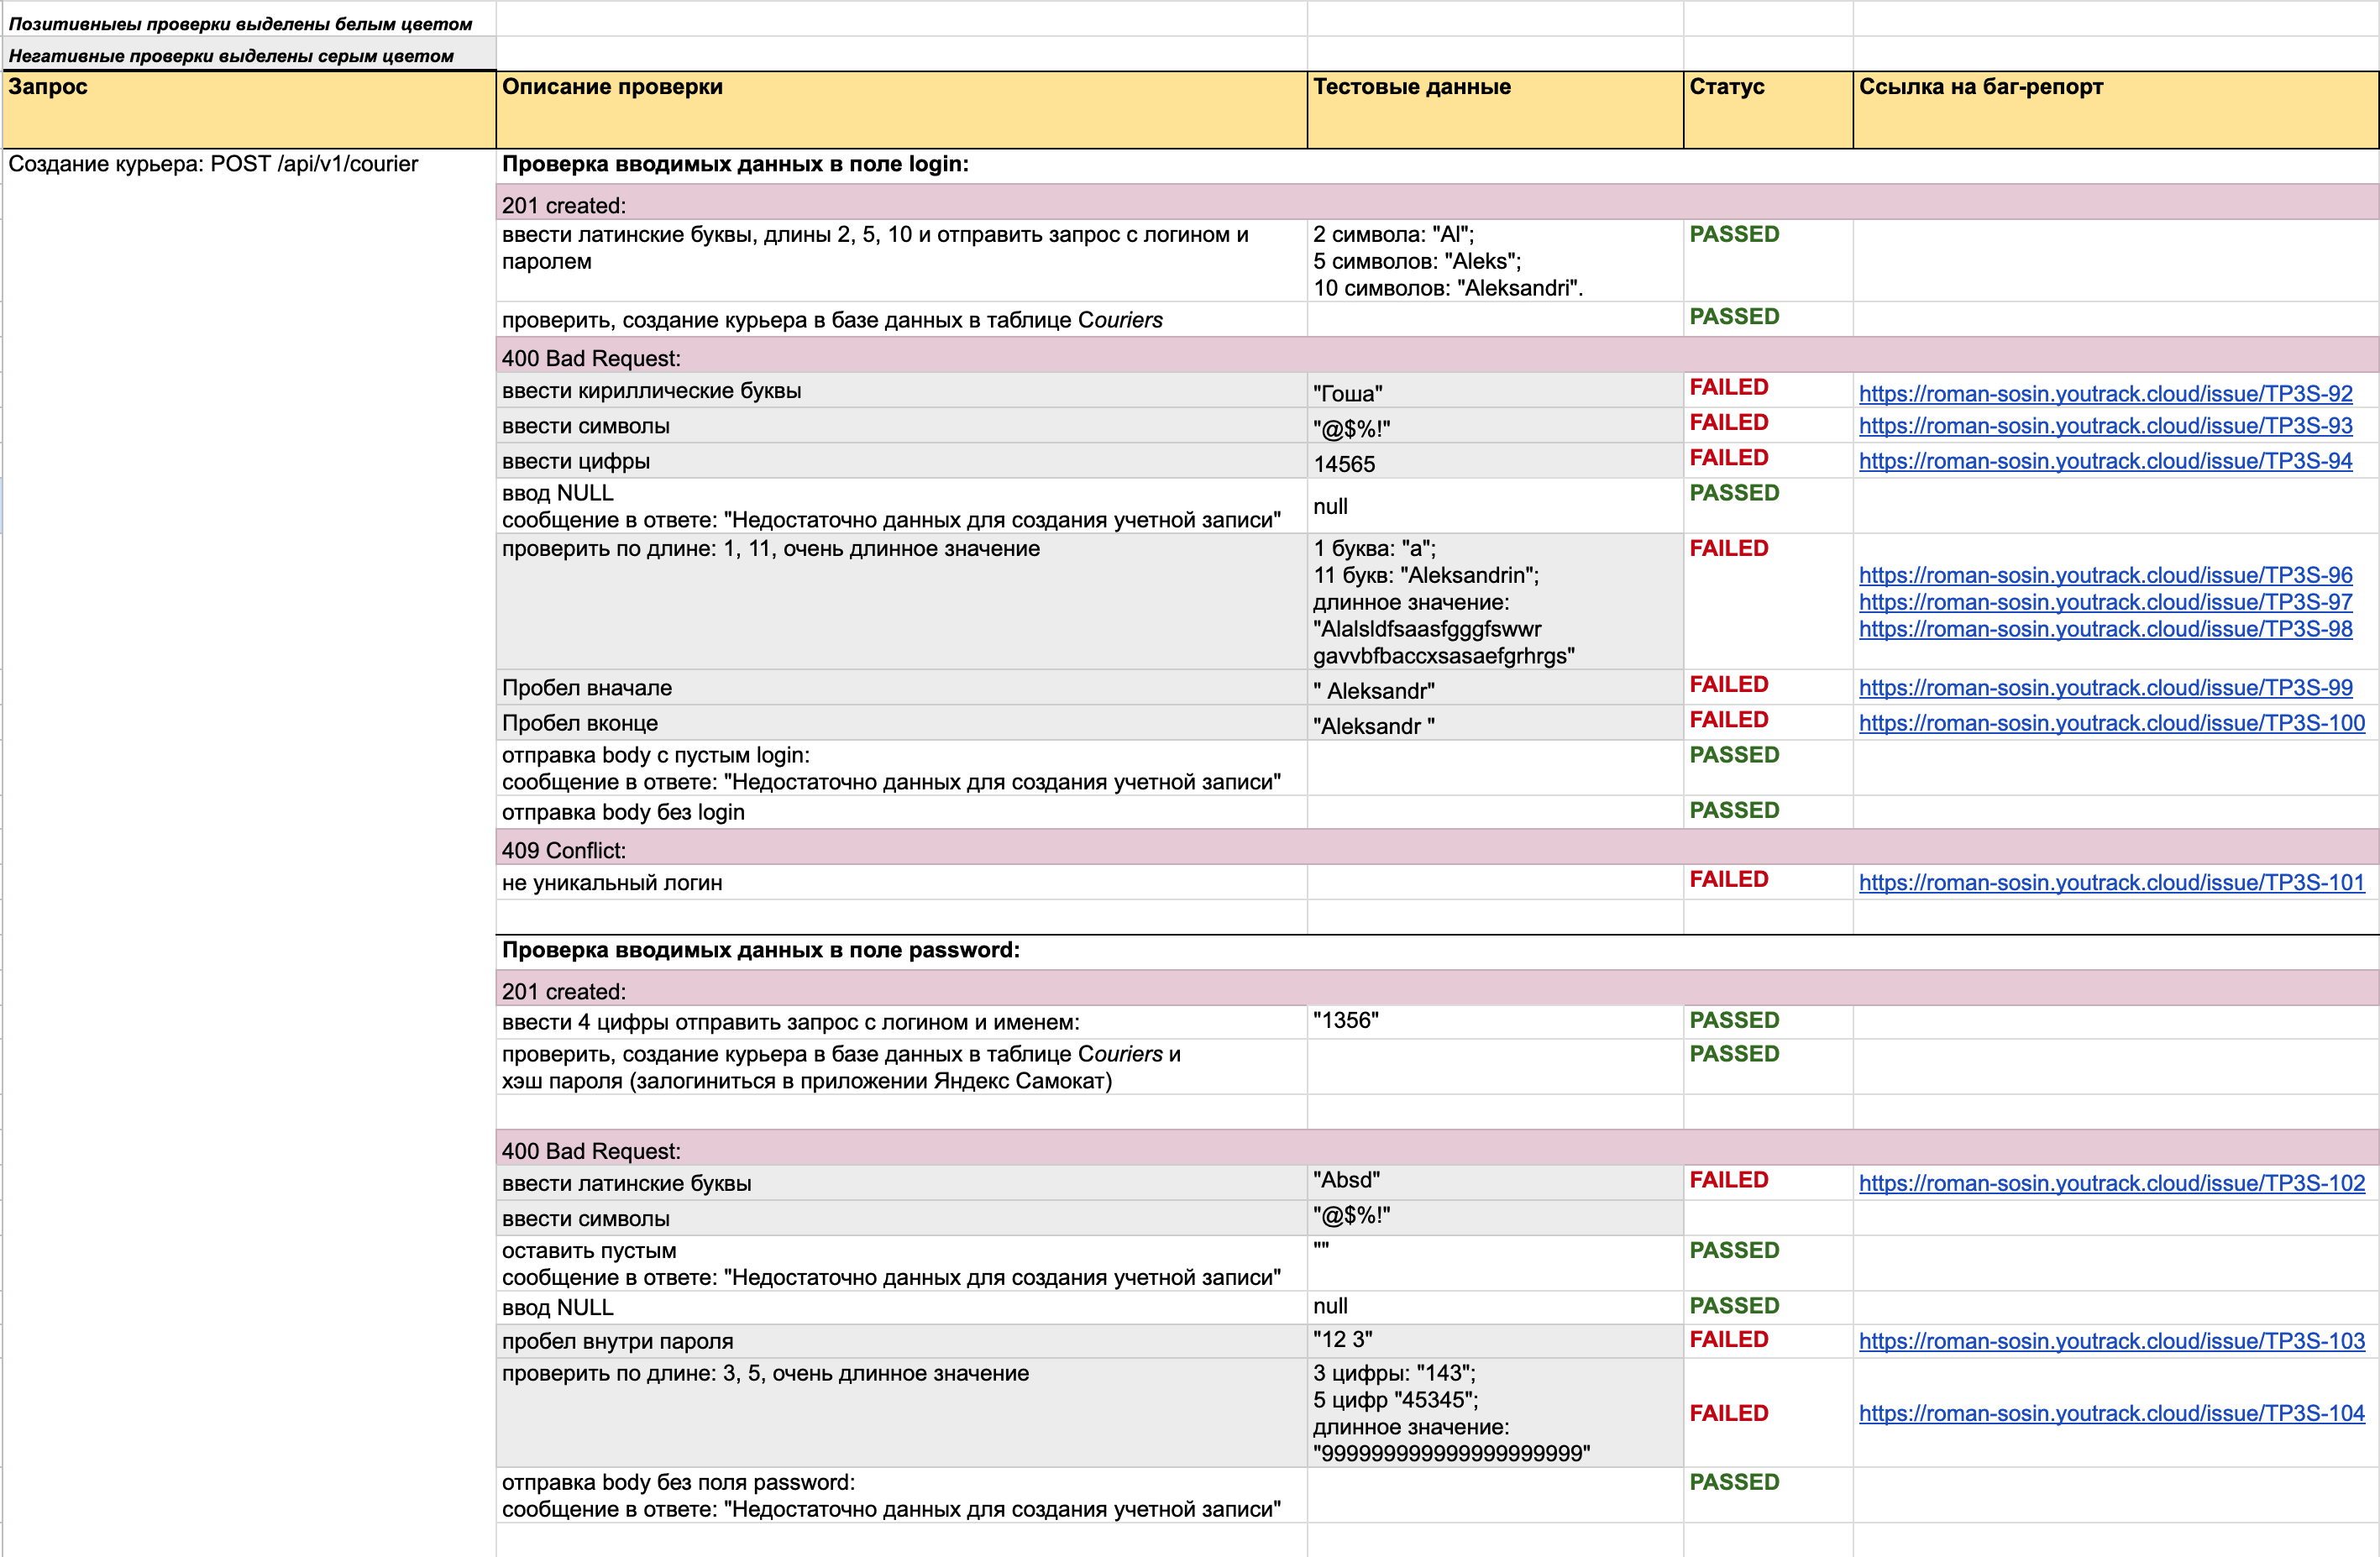 Позитивныеы проверки выделены белым цветом
Негативные проверки выделены серым цветом
Запрос
Описание проверки
Тестовые данные
Статус
Ссылка на баг-репорт
Создание курьера: POST /api/v1/courier
Проверка вводимых данных в поле login:
201 created:
ввести латинские буквы, длины 2, 5, 10 и отправить запрос с логином и
паролем
2 символа: "Al";
5 символов: "Aleks";
10 символов: "Aleksandri".
PASSED
проверить, создание курьера в базе данных в таблице Couriers
PASSED
400 Bad Request:
ввести кириллические буквы
"Гоша"
FAILED
https://roman-sosin.youtrack.cloud/issue/TP3S-92
ввести символы
"@$%!"
FAILED
https://roman-sosin.youtrack.cloud/issue/TP3S-93
ввести цифры
14565
FAILED
https://roman-sosin.youtrack.cloud/issue/TP3S-94
ввод NULL
сообщение в ответе: "Недостаточно данных для создания учетной записи"
null
PASSED
проверить по длине: 1, 11, очень длинное значение
1 буква: "a";
11 букв: "Aleksandrin";
длинное значение:
"Alalsldfsaasfgggfswwr
gavvbfbaccxsasaefgrhrgs"
FAILED
https://roman-sosin.youtrack.cloud/issue/TP3S-96
https://roman-sosin.youtrack.cloud/issue/TP3S-97
https://roman-sosin.youtrack.cloud/issue/TP3S-98
Пробел вначале
" Aleksandr"
FAILED
https://roman-sosin.youtrack.cloud/issue/TP3S-99
Пробел вконце
"Aleksandr "
FAILED
https://roman-sosin.youtrack.cloud/issue/TP3S-100
отправка body с пустым login:
сообщение в ответе: "Недостаточно данных для создания учетной записи"
PASSED
отправка body без login
PASSED
409 Conflict:
не уникальный логин
FAILED
https://roman-sosin.youtrack.cloud/issue/TP3S-101
Проверка вводимых данных в поле password:
201 created:
ввести 4 цифры отправить запрос с логином и именем:
"1356"
PASSED
проверить, создание курьера в базе данных в таблице Couriers и
хэш пароля (залогиниться в приложении Яндекс Самокат)
PASSED
400 Bad Request:
ввести латинские буквы
"Absd"
FAILED
https://roman-sosin.youtrack.cloud/issue/TP3S-102
ввести символы
"@$%!"
оставить пустым
сообщение в ответе: "Недостаточно данных для создания учетной записи"
""
PASSED
ввод NULL
null
PASSED
пробел внутри пароля
"12 3"
FAILED
https://roman-sosin.youtrack.cloud/issue/TP3S-103
проверить по длине: 3, 5, очень длинное значение
3 цифры: "143";
5 цифр "45345";
длинное значение:
"999999999999999999999"
FAILED
https://roman-sosin.youtrack.cloud/issue/TP3S-104
отправка body без поля password:
сообщение в ответе: "Недостаточно данных для создания учетной записи"
PASSED